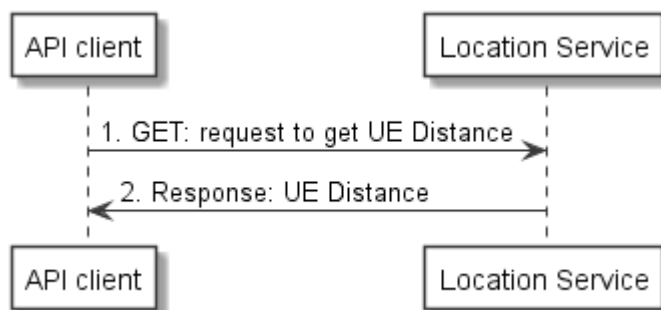 API client
Location Service
1. GET: request to get UE Distance
2. Response: UE Distance
API client
Location Service